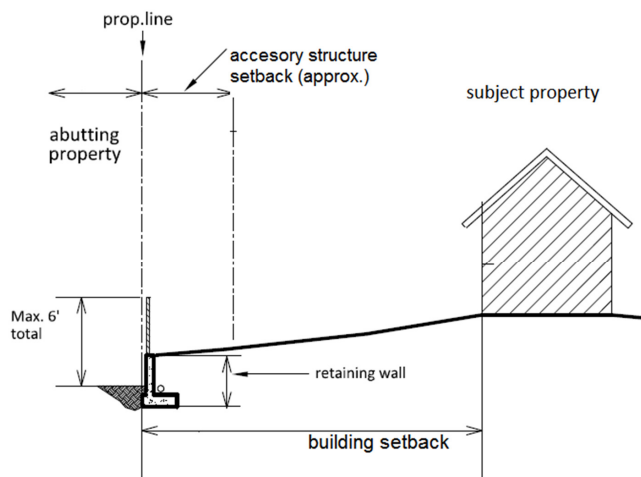 prop.line
accesory structure
setback (approx.)
subject property
abutting
property
Max. 6'
total
retaining wall
building setback